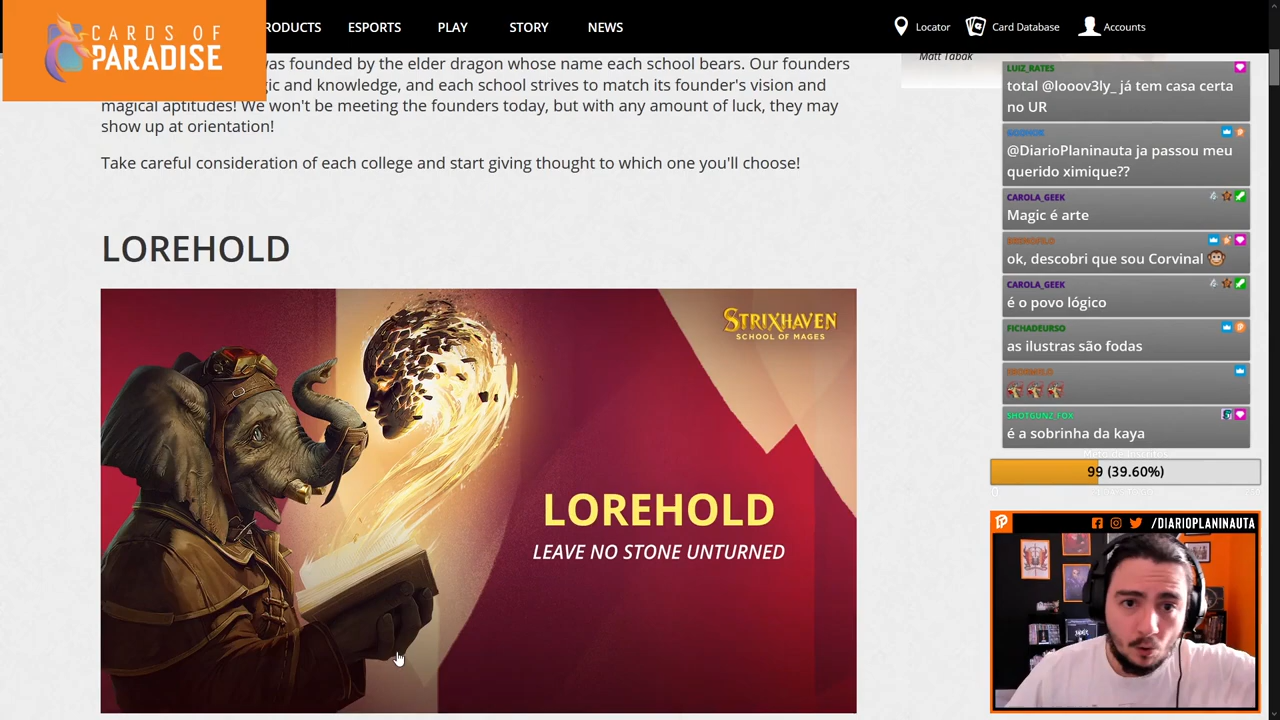 CARDS OF
PARADISE
RODUCTS
ESPORTS
PLAY
STORY
NEWS
Locator
Card Database
Accounts
was founded by the elder dragon whose name each school bears. Our founders
gic and knowledge, and each school strives to match its founder's vision and
magical aptitudes! We won't be meeting the founders today, but with any amount of luck, they may
show up at orientation!
Take careful consideration of each college and start giving thought to which one you'll choose!
Matt Tabak
LOREHOLD
STRIXHAVEN
SCHOOL OF MAGES
LOREHOLD
LEAVE NO STONE UNTURNED
LUIZ_RATES
total @looov3ly_ já tem casa certa
no UR
@DiarioPlaninauta ja passou meu
querido ximique??
CAROLA_GEEK
Magic é arte
ok, descobri que sou Corvinal
CAROLA_GEEK
é o povo lógico
FICHADEURSO
as ilustras são fodas
SHOTGUNZ_FOX
é a sobrinha da kaya
99 (39.60%)
0
/DIARIOPLANINAUTA